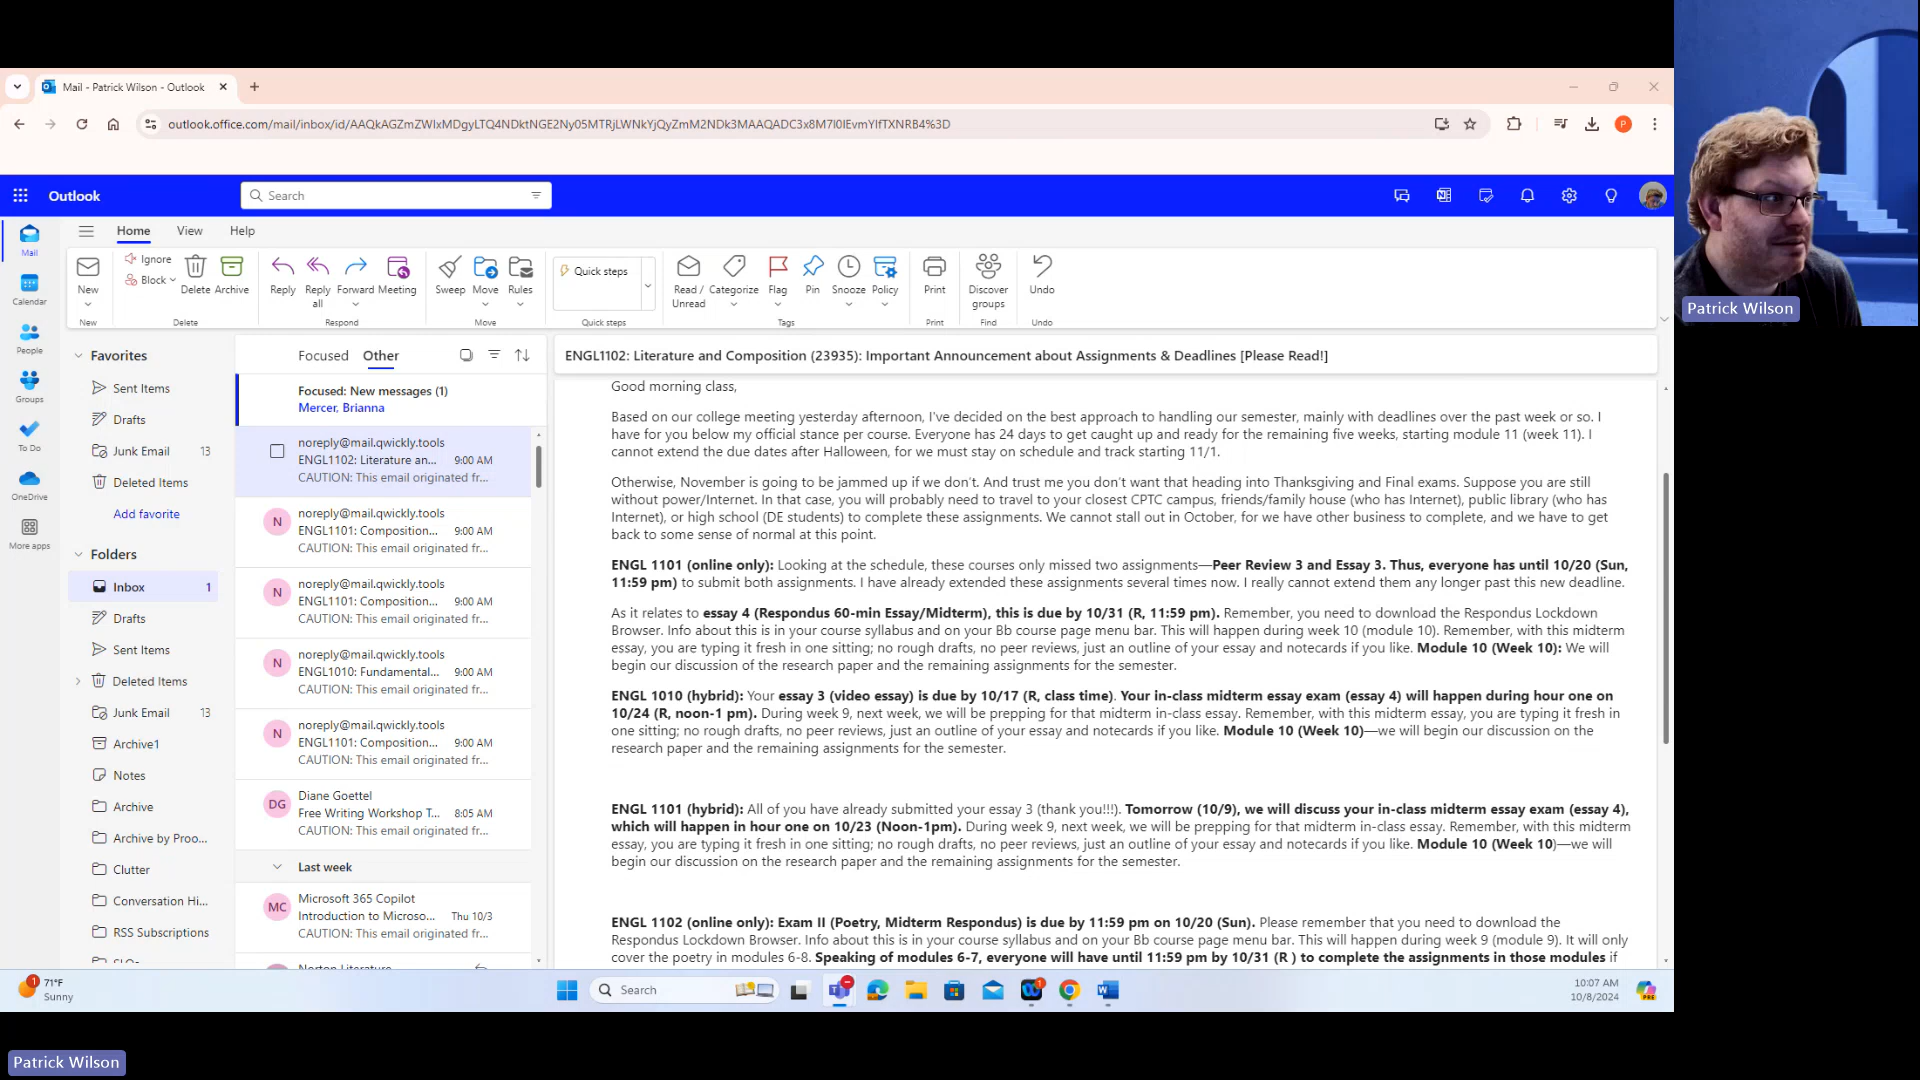 Mail - Patrick Wilson - Outlook
outlook.office.com/mail/inbox/id/AAQkAGZmZWIxMDgyLTQ4NDktNGE2Ny05MTRjLWNkYjQyZmM2NDk3MAAQADC3x8M7I0IEvmYIfTXNRB4%3D
P
Outlook
Search
Home View Help
Mail
Calendar
People
Groups
To Do
OneDrive
More apps
New
New
Ignore
Block
Delete
Archive
Delete
Reply
Reply all
Forward
Meeting
Respond
Sweep
Move
Rules
Move
Quick steps
Quick steps
Read / Unread
Categorize
Flag
Pin
Snooze
Policy
Tags
Print
Print
Discover groups
Find
Undo
Undo
Favorites
Sent Items
Drafts
Junk Email 13
Deleted Items
Add favorite
Folders
Inbox 1
Drafts
Sent Items
Deleted Items
Junk Email 13
Archive1
Notes
Archive
Archive by Proo...
Clutter
Conversation Hi...
RSS Subscriptions
Focused Other
Focused: New messages (1)
Mercer, Brianna
noreply@mail.qwickly.tools
ENGL1102: Literature an... 9:00 AM
CAUTION: This email originated fr...
N
noreply@mail.qwickly.tools
ENGL1101: Composition... 9:00 AM
CAUTION: This email originated fr...
N
noreply@mail.qwickly.tools
ENGL1101: Composition... 9:00 AM
CAUTION: This email originated fr...
N
noreply@mail.qwickly.tools
ENGL1010: Fundamental... 9:00 AM
CAUTION: This email originated fr...
N
noreply@mail.qwickly.tools
ENGL1101: Composition... 9:00 AM
CAUTION: This email originated fr...
DG
Diane Goettel
Free Writing Workshop T... 8:05 AM
CAUTION: This email originated fr...
Last week
MC
Microsoft 365 Copilot
Introduction to Microso... Thu 10/3
CAUTION: This email originated fr...
Norton Literature
ENGL1102: Literature and Composition (23935): Important Announcement about Assignments & Deadlines [Please Read!]
Good morning class,
Based on our college meeting yesterday afternoon, I've decided on the best approach to handling our semester, mainly with deadlines over the past week or so. I
have for you below my official stance per course. Everyone has 24 days to get caught up and ready for the remaining five weeks, starting module 11 (week 11). I
cannot extend the due dates after Halloween, for we must stay on schedule and track starting 11/1.
Otherwise, November is going to be jammed up if we don't. And trust me you don't want that heading into Thanksgiving and Final exams. Suppose you are still
without power/Internet. In that case, you will probably need to travel to your closest CPTC campus, friends/family house (who has Internet), public library (who has
Internet), or high school (DE students) to complete these assignments. We cannot stall out in October, for we have other business to complete, and we have to get
back to some sense of normal at this point.
ENGL 1101 (online only): Looking at the schedule, these courses only missed two assignments—Peer Review 3 and Essay 3. Thus, everyone has until 10/20 (Sun,
11:59 pm) to submit both assignments. I have already extended these assignments several times now. I really cannot extend them any longer past this new deadline.
As it relates to essay 4 (Respondus 60-min Essay/Midterm), this is due by 10/31 (R, 11:59 pm). Remember, you need to download the Respondus Lockdown
Browser. Info about this is in your course syllabus and on your Bb course page menu bar. This will happen during week 10 (module 10). Remember, with this midterm
essay, you are typing it fresh in one sitting; no rough drafts, no peer reviews, just an outline of your essay and notecards if you like. Module 10 (Week 10): We will
begin our discussion of the research paper and the remaining assignments for the semester.
ENGL 1010 (hybrid): Your essay 3 (video essay) is due by 10/17 (R, class time). Your in-class midterm essay exam (essay 4) will happen during hour one on
10/24 (R, noon-1 pm). During week 9, next week, we will be prepping for that midterm in-class essay. Remember, with this midterm essay, you are typing it fresh in
one sitting; no rough drafts, no peer reviews, just an outline of your essay and notecards if you like. Module 10 (Week 10)—we will begin our discussion on the
research paper and the remaining assignments for the semester.
ENGL 1101 (hybrid): All of you have already submitted your essay 3 (thank you!!!). Tomorrow (10/9), we will discuss your in-class midterm essay exam (essay 4),
which will happen in hour one on 10/23 (Noon-1pm). During week 9, next week, we will be prepping for that midterm in-class essay. Remember, with this midterm
essay, you are typing it fresh in one sitting; no rough drafts, no peer reviews, just an outline of your essay and notecards if you like. Module 10 (Week 10)—we will
begin our discussion on the research paper and the remaining assignments for the semester.
ENGL 1102 (online only): Exam II (Poetry, Midterm Respondus) is due by 11:59 pm on 10/20 (Sun). Please remember that you need to download the
Respondus Lockdown Browser. Info about this is in your course syllabus and on your Bb course page menu bar. This will happen during week 9 (module 9). It will only
cover the poetry in modules 6-8. Speaking of modules 6-7, everyone will have until 11:59 pm by 10/31 (R ) to complete the assignments in those modules if
1
71°F
Sunny
Search
1
10:07 AM
10/8/2024
PRE
Patrick Wilson
Patrick Wilson